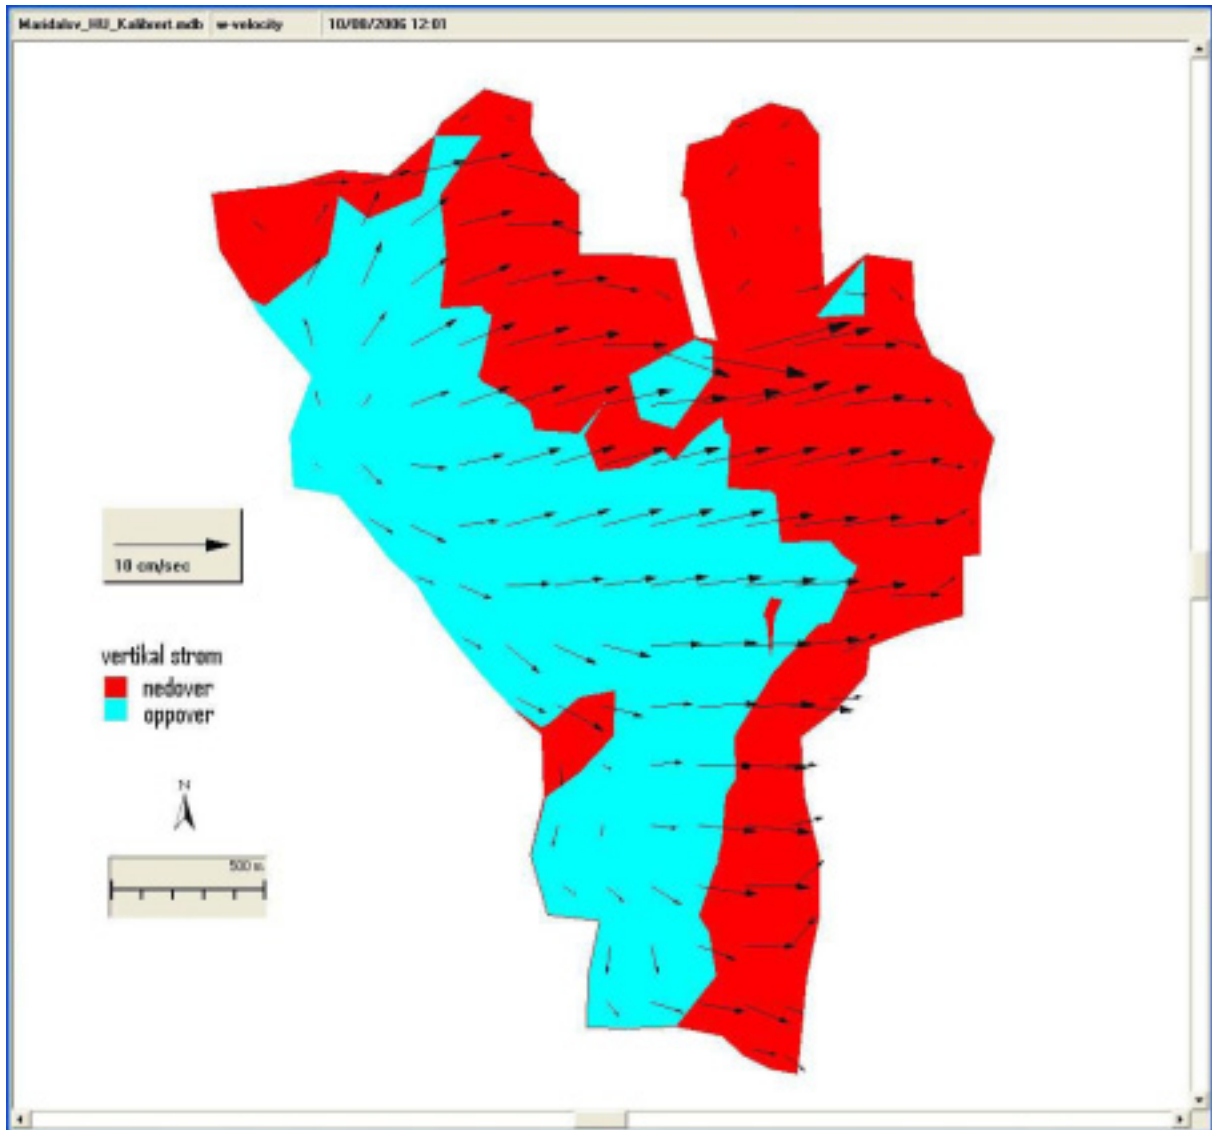 Maridalsv_HU_Kalibrert.mdb w-velocity 10/08/2006 12:01
10 cm/sec
vertikal strøm
nedover
oppover
N
500 m.